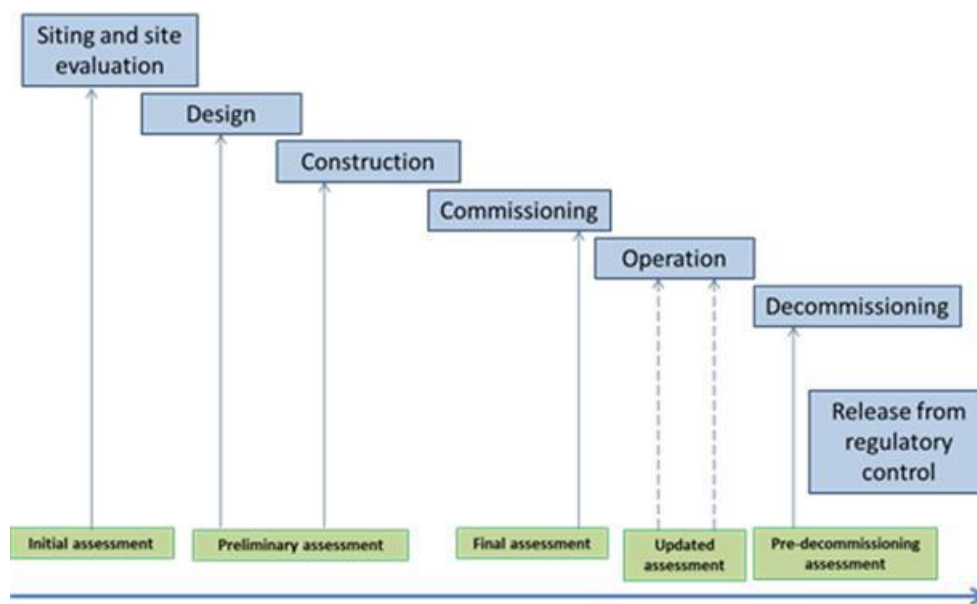 Siting and site
evaluation
Design
Construction
Commissioning
Operation
Decommissioning
Release from
regulatory
control
Initial assessment
Preliminary assessment
Final assessment
Updated
assessment
Pre-decommissioning
assessment